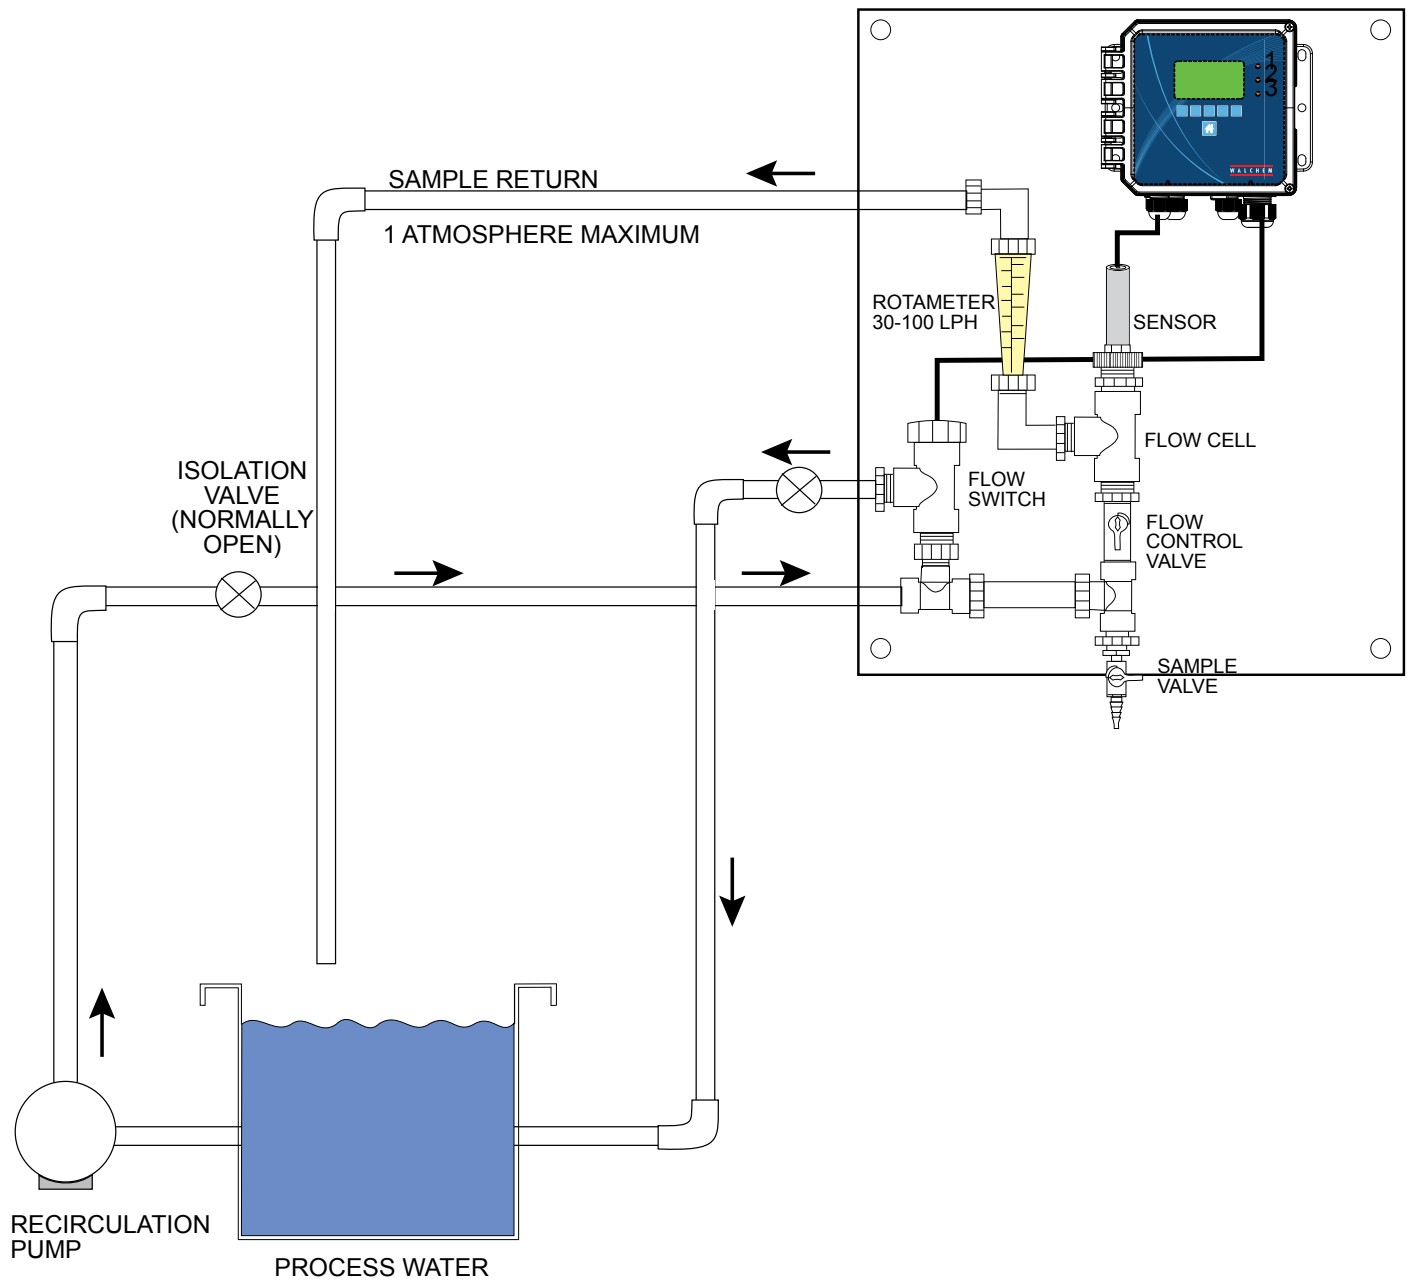 1
2
3
WALCHEM
SAMPLE RETURN
1 ATMOSPHERE MAXIMUM
ROTAMETER
30-100 LPH
SENSOR
FLOW CELL
ISOLATION
VALVE
(NORMALLY
OPEN)
FLOW
SWITCH
FLOW
CONTROL
VALVE
SAMPLE
VALVE
RECIRCULATION
PUMP
PROCESS WATER